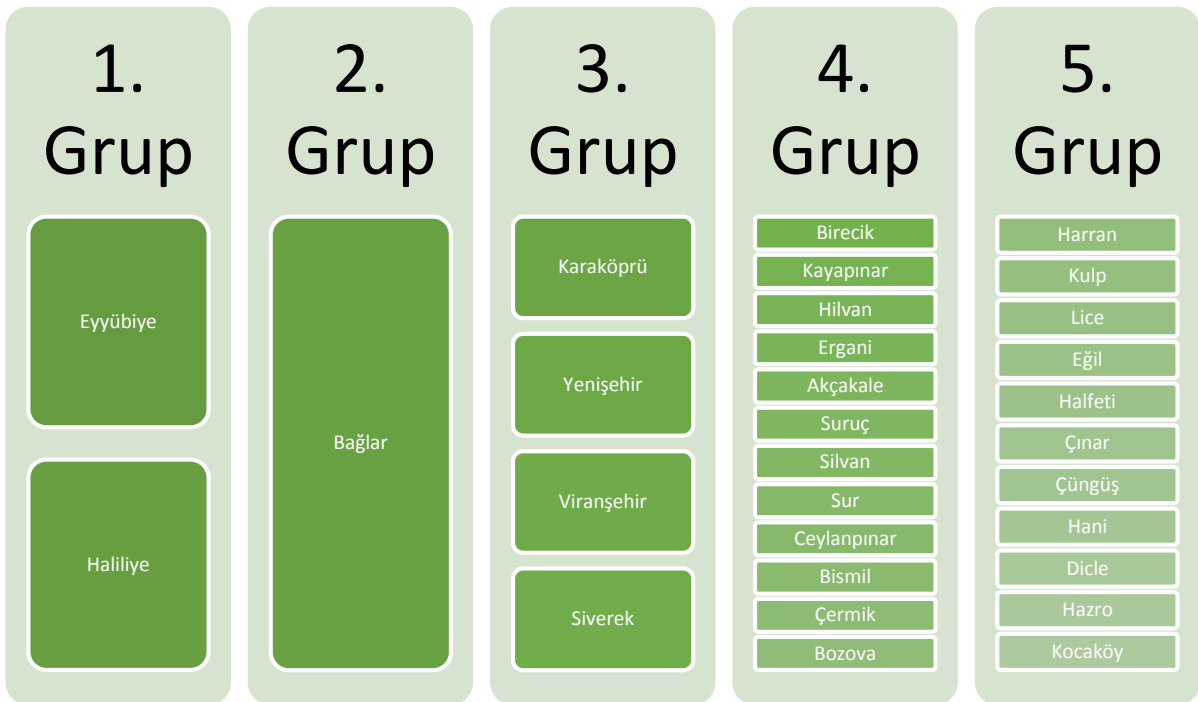 1.
Grup
Eyyübiye
Haliliye
2.
Grup
Bağlar
3.
Grup
Karaköprü
Yenişehir
Viranşehir
Siverek
4.
Grup
Birecik
Kayapınar
Hilvan
Ergani
Akçakale
Suruç
Silvan
Sur
Ceylanpınar
Bismil
Çermik
Bozova
5.
Grup
Harran
Kulp
Lice
Eğil
Halfeti
Çınar
Çüngüş
Hani
Dicle
Hazro
Kocaköy